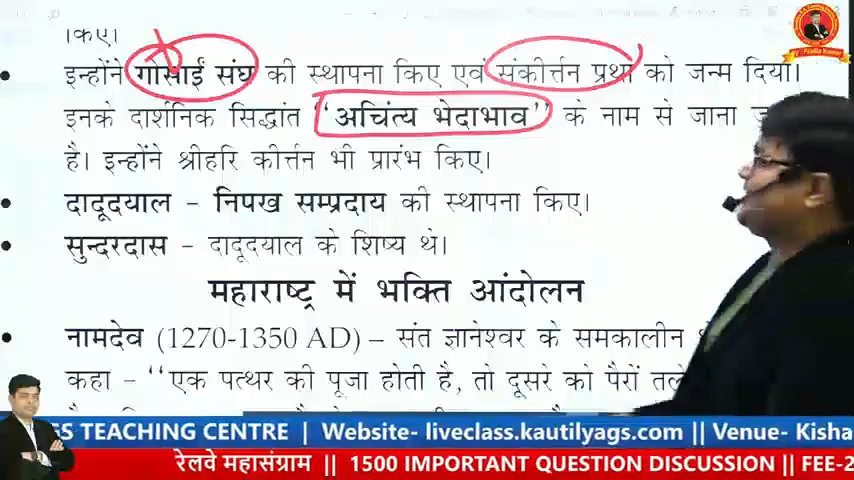 ।किए।
इन्होंने गोसाईं संघ की स्थापना किए एवं संकीर्त्तन प्रथा को जन्म दिया।
इनके दार्शनिक सिद्धांत "अचिंत्य भेदाभाव" के नाम से जाना
है। इन्होंने श्रीहरि कीर्त्तन भी प्रारंभ किए।
दादूदयाल – निपख सम्प्रदाय की स्थापना किए।
सुन्दरदास – दादूदयाल के शिष्य थे।
महाराष्ट्र में भक्ति आंदोलन
नामदेव (1270-1350 AD) – संत ज्ञानेश्वर के समकालीन
कहा – "एक पत्थर की पूजा होती है, तो दूसरे को पैरों तले
TEACHING CENTRE | Website- liveclass.kautilyags.com || Venue- Kisha
रेलवे महासंग्राम || 1500 IMPORTANT QUESTION DISCUSSION || FEE-2